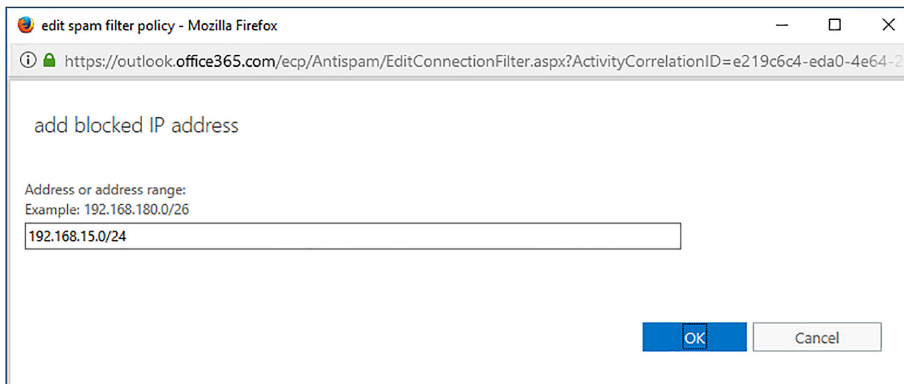 edit spam filter policy - Mozilla Firefox
https://outlook.office365.com/ecp/Antispam/EditConnectionFilter.aspx?ActivityCorrelationID=e219c6c4-eda0-4e64-2
add blocked IP address
Address or address range:
Example: 192.168.180.0/26
192.168.15.0/24
OK Cancel